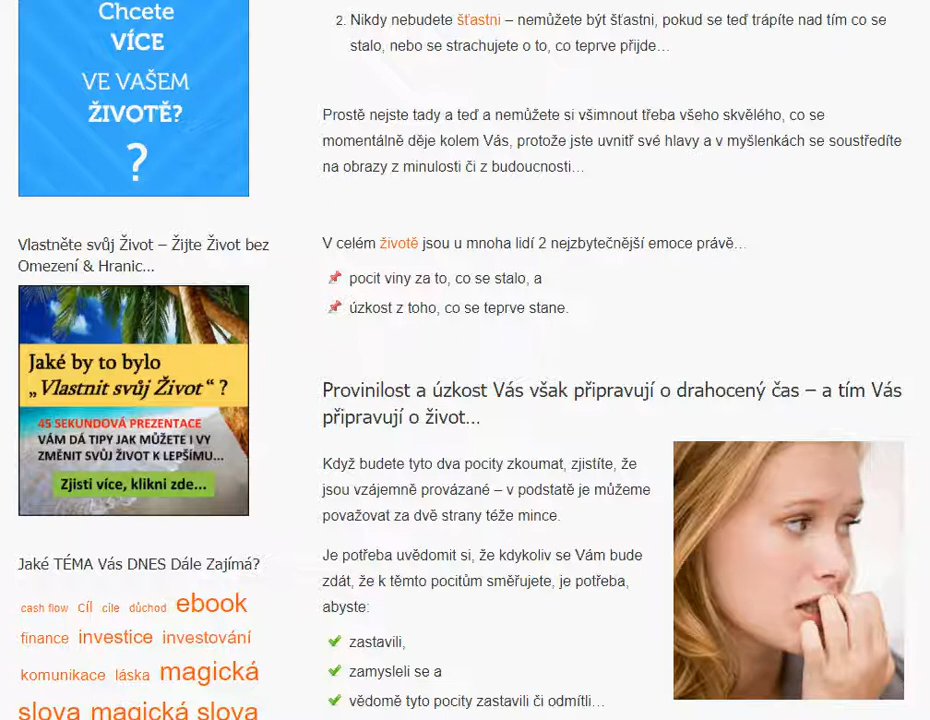 Chcete
VÍCE
VE VAŠEM
ŽIVOTĚ?
?
Vlastněte svůj Život – Žijte Život bez
Omezení & Hranic...
Jaké by to bylo
„Vlastnit svůj Život“ ?
45 SEKUNDOVÁ PREZENTACE
VÁM DÁ TIPY JAK MŮŽETE I VY
ZMĚNIT SVŮJ ŽIVOT K LEPŠÍMU...
Zjisti více, klikni zde...
Jaké TÉMA Vás DNES Dále Zajímá?
cash flow cíl cíle důchod ebook
finance investice investování
komunikace láska magická
slova magická slova
2. Nikdy nebudete šťastni – nemůžete být šťastni, pokud se teď trápíte nad tím co se
stalo, nebo se strachujete o to, co teprve přijde…
Prostě nejste tady a teď a nemůžete si všimnout třeba všeho skvělého, co se
momentálně děje kolem Vás, protože jste uvnitř své hlavy a v myšlenkách se soustředíte
na obrazy z minulosti či z budoucnosti…
V celém životě jsou u mnoha lidí 2 nejzbytečnější emoce právě…
pocit viny za to, co se stalo, a
úzkost z toho, co se teprve stane.
Provinilost a úzkost Vás však připravují o drahocený čas – a tím Vás
připravují o život…
Když budete tyto dva pocity zkoumat, zjistíte, že
jsou vzájemně provázané – v podstatě je můžeme
považovat za dvě strany téže mince.
Je potřeba uvědomit si, že kdykoliv se Vám bude
zdát, že k těmto pocitům směřujete, je potřeba,
abyste:
zastavili,
zamysleli se a
vědomě tyto pocity zastavili či odmítli…